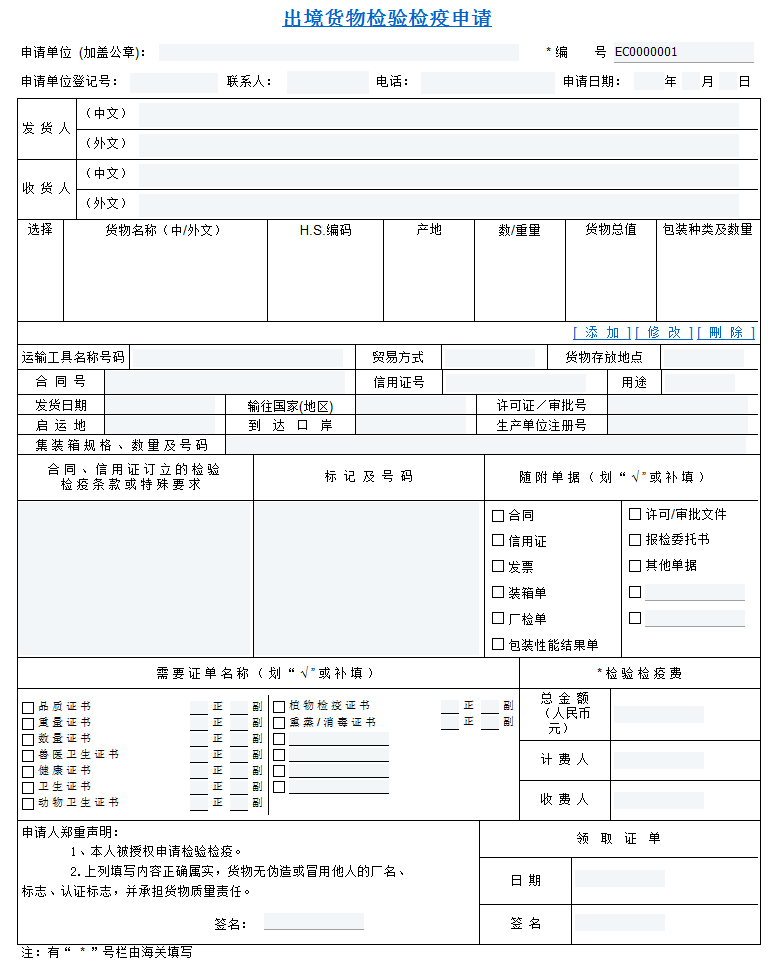 出境货物检验检疫申请
申请单位 (加盖公章): *编 号 EC0000001
申请单位登记号: 联系人: 电话: 申请日期: 年 月 日
发 货 人 (中文)
(外文)
收 货 人 (中文)
(外文)
选择 货物名称（中/外文） H.S.编码 产地 数/重量 货物总值 包装种类及数量
[ 添 加 ] [ 修 改 ] [ 刪 除 ]
运输工具名称号码 贸易方式 货物存放地点
合 同 号 信用证号 用途
发货日期 输往国家(地区) 许可证／审批号
启 运 地 到 达 口 岸 生产单位注册号
集装箱规格、数量及号码
合同、信用证订立的检验
检疫条款或特殊要求
标 记 及 号 码
随附单据（划“√”或补填）
合同 许可/审批文件
信用证 报检委托书
发票 其他单据
装箱单
厂检单
包装性能结果单
需要证单名称（划“√”或补填） *检验检疫费
品质证书 正 副
重量证书 正 副
数量证书 正 副
兽医卫生证书 正 副
健康证书 正 副
卫生证书 正 副
动物卫生证书 正 副
植物检疫证书 正 副
熏蒸/消毒证书 正 副
总 金 额
（人民币
元）
计 费 人
收 费 人
申请人郑重声明:
1、本人被授权申请检验检疫。
2.上列填写内容正确属实，货物无伪造或冒用他人的厂名、
标志、认证标志，并承担货物质量责任。
签名:
领 取 证 单
日 期
签 名
注：有“ * ”号栏由海关填写